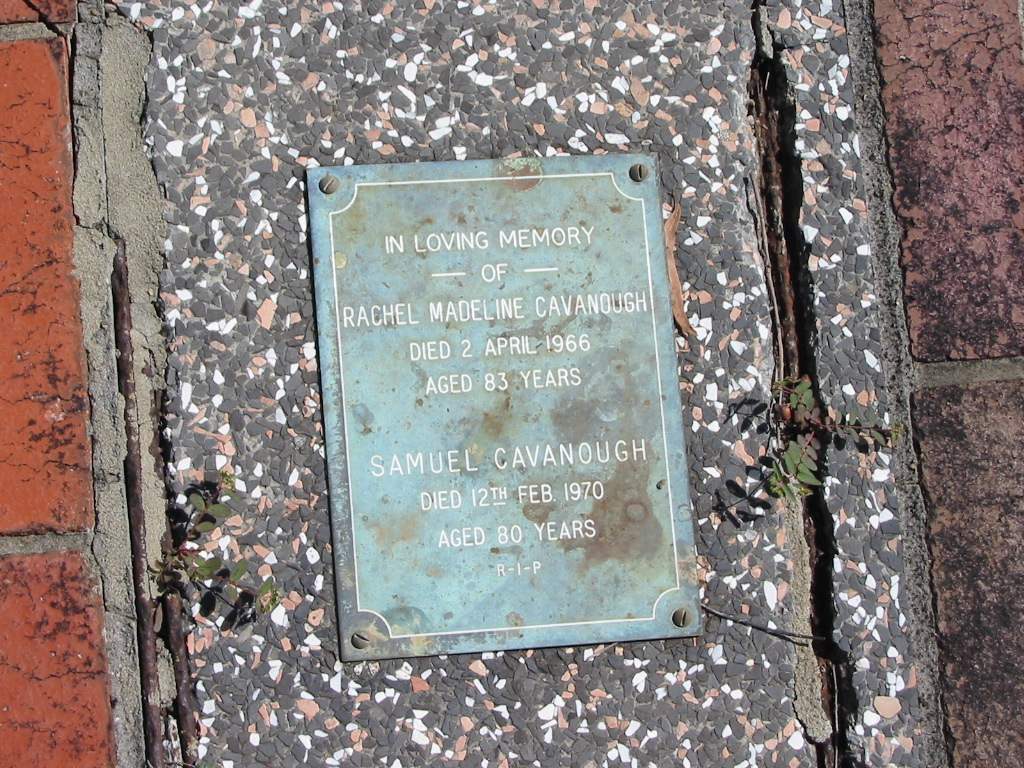 IN LOVING MEMORY
— OF —
RACHEL MADELINE CAVANOUGH
DIED 2 APRIL 1966
AGED 83 YEARS
SAMUEL CAVANOUGH
DIED 12TH FEB. 1970
AGED 80 YEARS
R-I-P